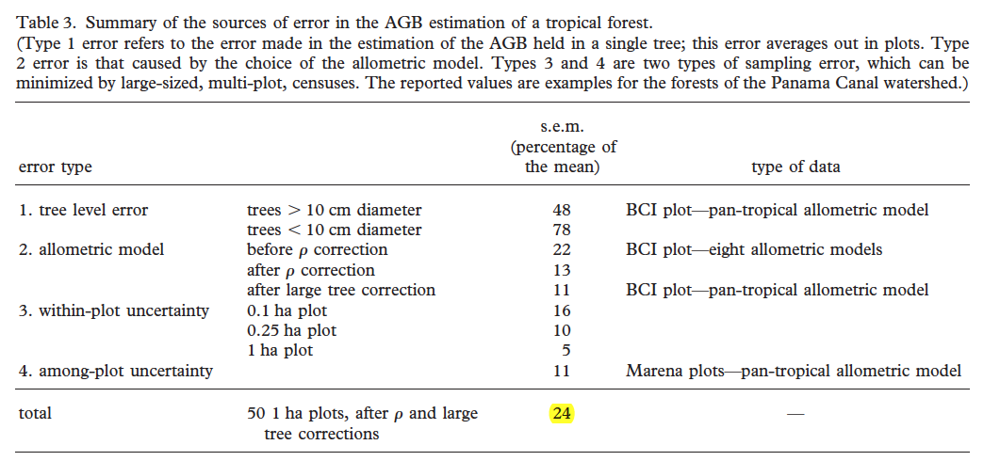 Table 3. Summary of the sources of error in the AGB estimation of a tropical forest.
(Type 1 error refers to the error made in the estimation of the AGB held in a single tree; this error averages out in plots. Type
2 error is that caused by the choice of the allometric model. Types 3 and 4 are two types of sampling error, which can be
minimized by large-sized, multi-plot, censuses. The reported values are examples for the forests of the Panama Canal watershed.)
s.e.m.
(percentage of
error type the mean) type of data
1. tree level error trees > 10 cm diameter 48 BCI plot—pan-tropical allometric model
trees < 10 cm diameter 78
2. allometric model before ρ correction 22 BCI plot—eight allometric models
after ρ correction 13
after large tree correction 11 BCI plot—pan-tropical allometric model
3. within-plot uncertainty 0.1 ha plot 16
0.25 ha plot 10
1 ha plot 5
4. among-plot uncertainty 11 Marena plots—pan-tropical allometric model
total 50 1 ha plots, after ρ and large 24 —
tree corrections